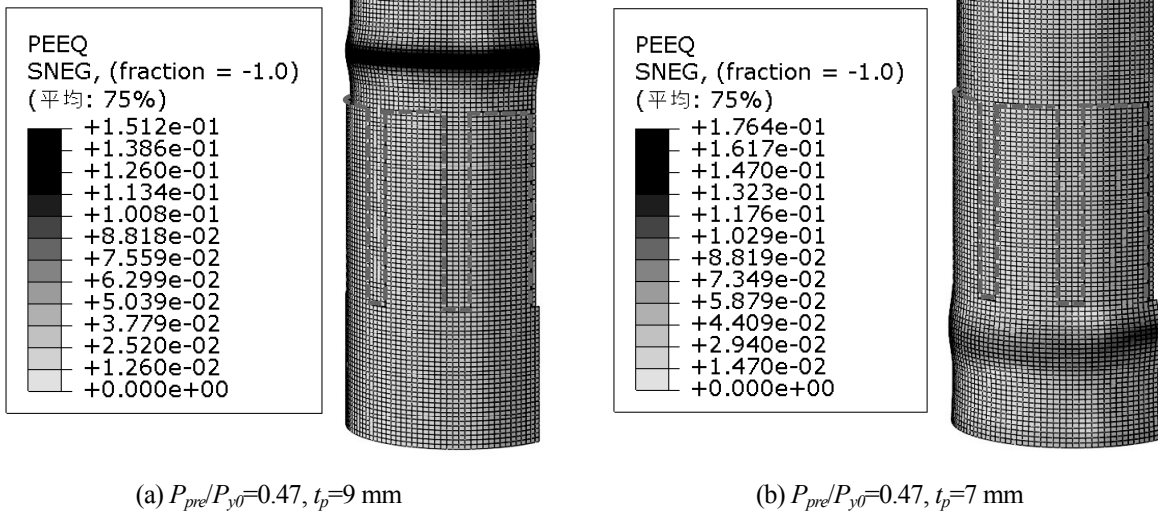 PEEQ
SNEG, (fraction = -1.0)
(平均: 75%)
+1.512e-01
+1.386e-01
+1.260e-01
+1.134e-01
+1.008e-01
+8.818e-02
+7.559e-02
+6.299e-02
+5.039e-02
+3.779e-02
+2.520e-02
+1.260e-02
+0.000e+00
PEEQ
SNEG, (fraction = -1.0)
(平均: 75%)
+1.764e-01
+1.617e-01
+1.470e-01
+1.323e-01
+1.176e-01
+1.029e-01
+8.819e-02
+7.349e-02
+5.879e-02
+4.409e-02
+2.940e-02
+1.470e-02
+0.000e+00
(a) Ppre/Py0=0.47, tp=9 mm
(b) Ppre/Py0=0.47, tp=7 mm